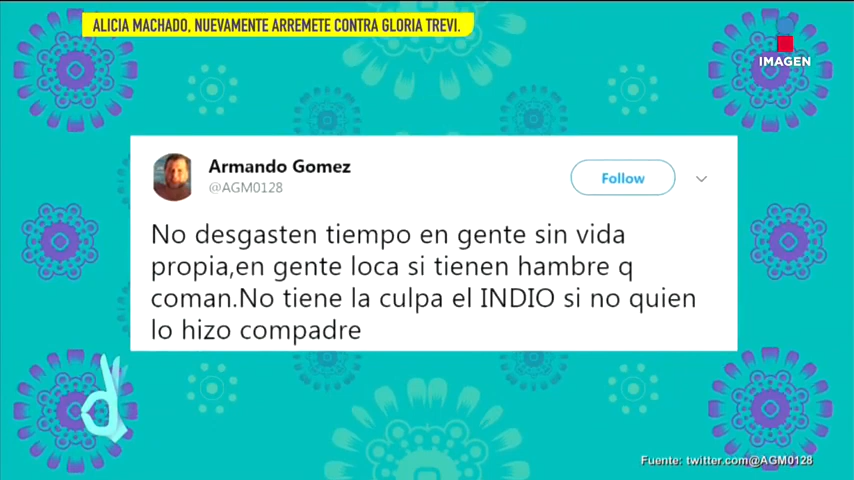 ALICIA MACHADO, NUEVAMENTE ARREMETE CONTRA GLORIA TREVI.
IMAGEN
Armando Gomez
@AGM0128
Follow
No desgasten tiempo en gente sin vida
propia,en gente loca si tienen hambre q
coman.No tiene la culpa el INDIO si no quien
lo hizo compadre
Fuente: twitter.com@AGM0128